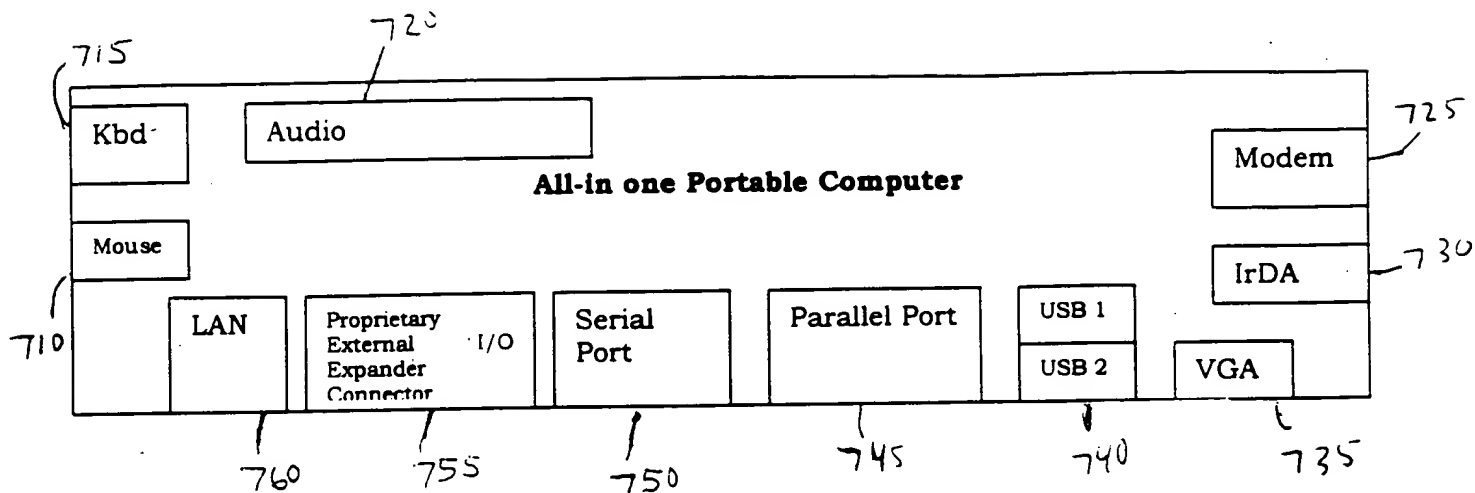 720
715
725
Kbd
Audio
Modem
All-in one Portable Computer
Mouse
IrDA
730
710
LAN
Proprietary
External I/O
Expander
Connector
Serial
Port
Parallel Port
USB 1
USB 2
VGA
760
755
750
745
740
735